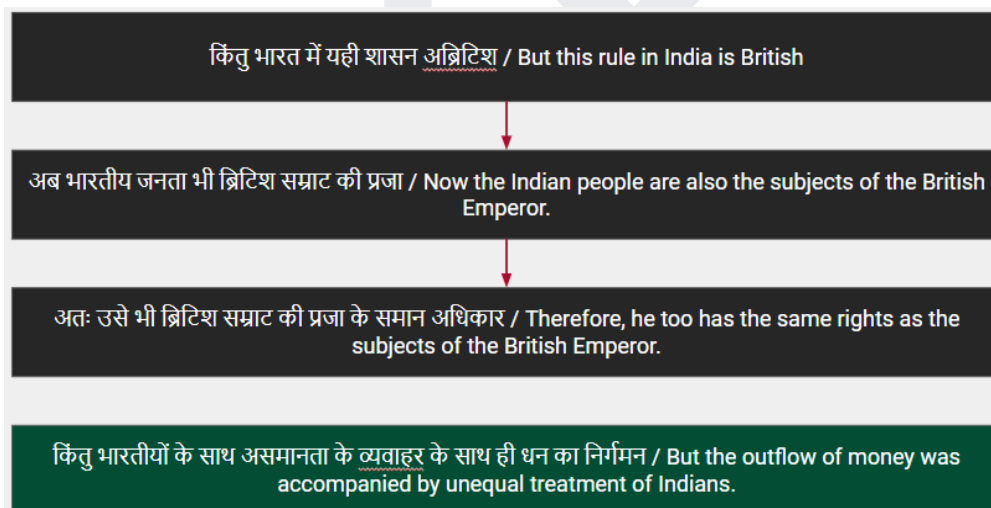 किंतु भारत में यही शासन अब्रिटिश / But this rule in India is British
अब भारतीय जनता भी ब्रिटिश सम्राट की प्रजा / Now the Indian people are also the subjects of the British
Emperor.
अतः उसे भी ब्रिटिश सम्राट की प्रजा के समान अधिकार / Therefore, he too has the same rights as the
subjects of the British Emperor.
किंतु भारतीयों के साथ असमानता के व्यवाहर के साथ ही धन का निर्गमन / But the outflow of money was
accompanied by unequal treatment of Indians.